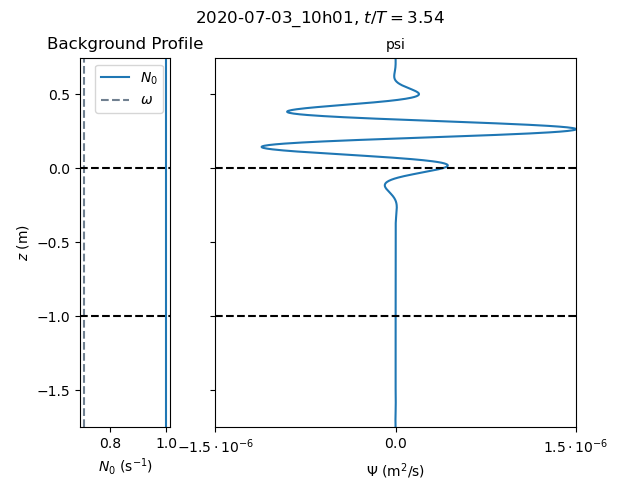 2020-07-03_10h01, t/T = 3.54
Background Profile
psi
N₀
ω
0.5
0.0
−0.5
−1.0
−1.5
z (m)
0.8
1.0
−1.5 · 10⁻⁶
0.0
1.5 · 10⁻⁶
N₀ (s⁻¹)
Ψ (m²/s)